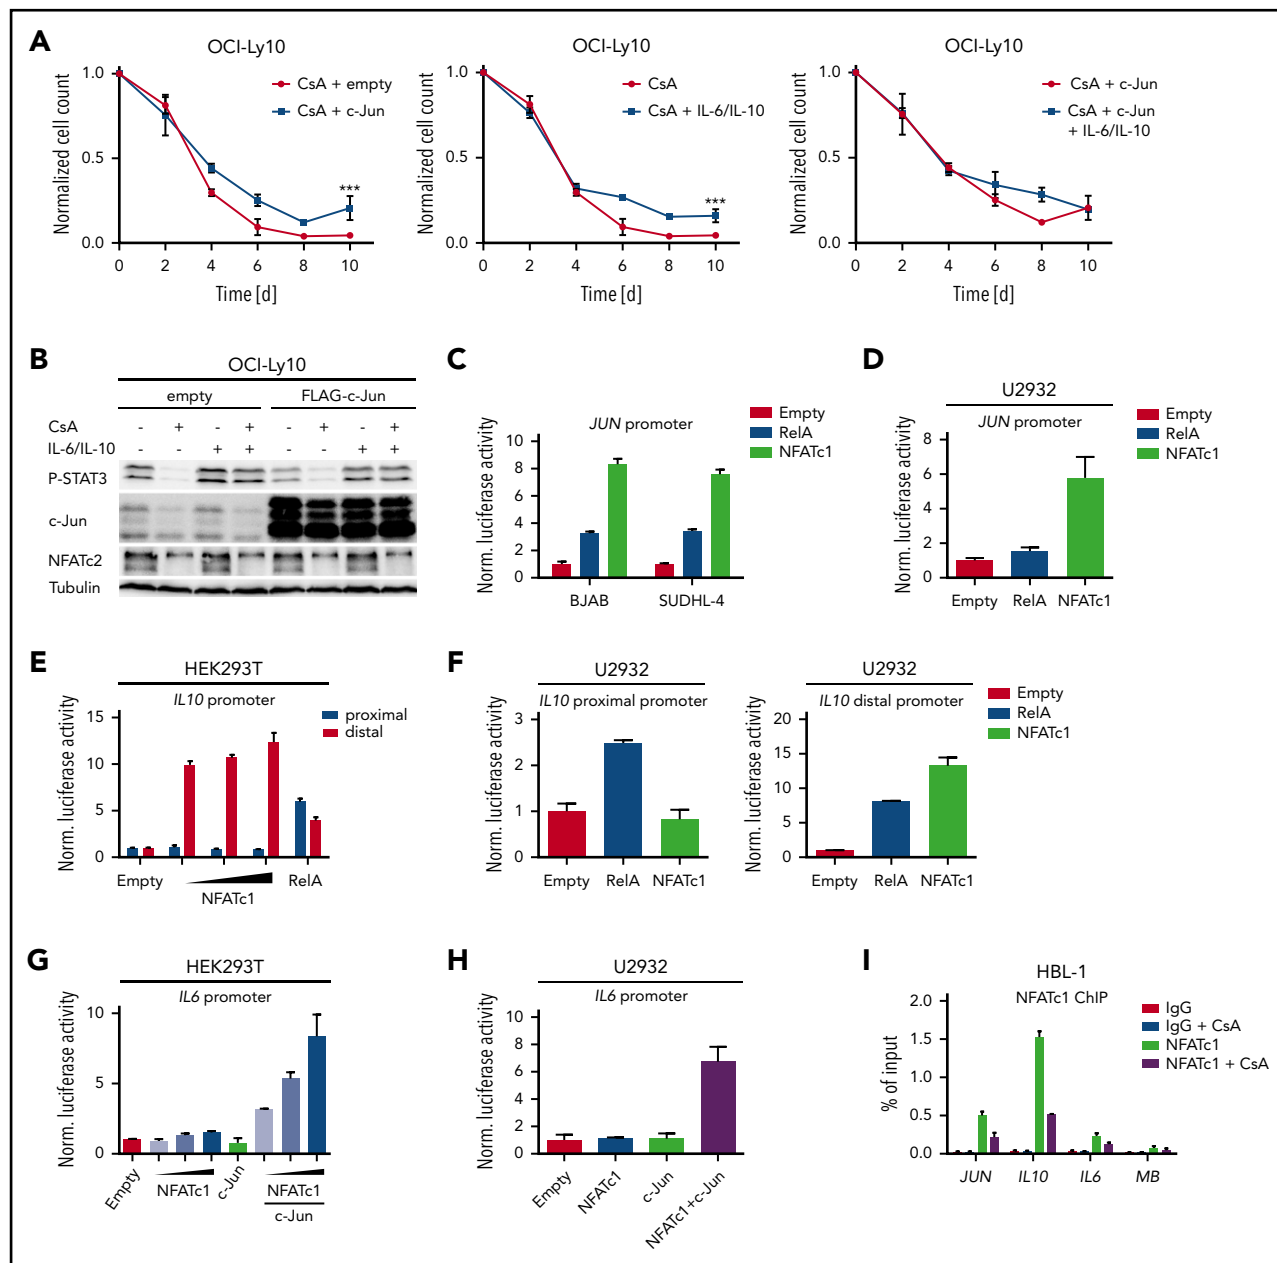 A
OCI-Ly10
Normalized cell count
1.0
0.5
0.0
CsA + empty
CsA + c-Jun
***
0 2 4 6 8 10
Time [d]
OCI-Ly10
Normalized cell count
1.0
0.5
0.0
CsA
CsA + IL-6/IL-10
***
0 2 4 6 8 10
Time [d]
OCI-Ly10
Normalized cell count
1.0
0.5
0.0
CsA + c-Jun
CsA + c-Jun
+ IL-6/IL-10
0 2 4 6 8 10
Time [d]
B
OCI-Ly10
empty FLAG-c-Jun
CsA - + - + - + - +
IL-6/IL-10 - - + + - - + +
P-STAT3
c-Jun
NFATc2
Tubulin
C
JUN promoter
Empty
RelA
NFATc1
Norm. luciferase activity
10
8
6
4
2
0
BJAB SUDHL-4
D
U2932
JUN promoter
Empty
RelA
NFATc1
Norm. luciferase activity
8
6
4
2
0
Empty RelA NFATc1
E
HEK293T
IL10 promoter
proximal
distal
Norm. luciferase activity
15
10
5
0
Empty
NFATc1
RelA
F
U2932
IL10 proximal promoter
Norm. luciferase activity
3
2
1
0
Empty RelA NFATc1
U2932
IL10 distal promoter
Empty
RelA
NFATc1
Norm. luciferase activity
20
15
10
5
0
Empty RelA NFATc1
G
HEK293T
IL6 promoter
Norm. luciferase activity
10
5
0
Empty
NFATc1
c-Jun
NFATc1
c-Jun
H
U2932
IL6 promoter
Norm. luciferase activity
10
8
6
4
2
0
Empty
NFATc1
c-Jun
NFATc1+c-Jun
I
HBL-1
NFATc1 ChIP
IgG
IgG + CsA
NFATc1
NFATc1 + CsA
% of input
2.0
1.5
1.0
0.5
0.0
JUN IL10 IL6 MB